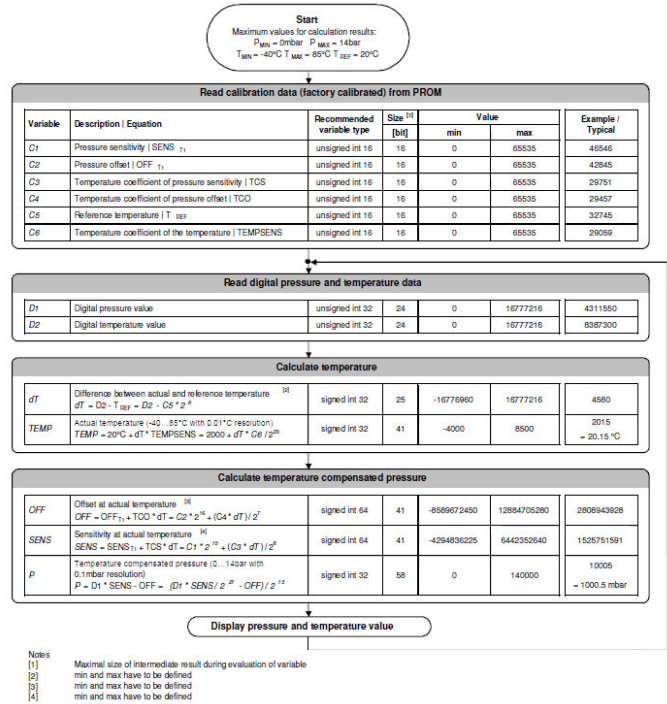 Start
Maximum values for calculation results:
PMIN = 0mbar PMAX = 14bar
TMIN = -40°C TMAX = 85°C TREF = 20°C
Read calibration data (factory calibrated) from PROM
Variable Description | Equation Recommended variable type Size [1] [bit] Value min max Example / Typical
C1 Pressure sensitivity | SENS T1 unsigned int 16 16 0 65535 46546
C2 Pressure offset | OFF T1 unsigned int 16 16 0 65535 42845
C3 Temperature coefficient of pressure sensitivity | TCS unsigned int 16 16 0 65535 29751
C4 Temperature coefficient of pressure offset | TCO unsigned int 16 16 0 65535 29457
C5 Reference temperature | T REF unsigned int 16 16 0 65535 32745
C6 Temperature coefficient of the temperature | TEMPSENS unsigned int 16 16 0 65535 29059
Read digital pressure and temperature data
D1 Digital pressure value unsigned int 32 24 0 16777216 4311550
D2 Digital temperature value unsigned int 32 24 0 16777216 8387300
Calculate temperature
dT Difference between actual and reference temperature [2] signed int 32 25 -16776960 16777216 4580
dT = D2 - TREF = D2 - C5 * 2^8
TEMP Actual temperature (-40…85°C with 0.01°C resolution) signed int 32 41 -4000 8500 2015 = 20.15 °C
TEMP = 20°C + dT * TEMPSENS = 2000 + dT * C6 / 2^23
Calculate temperature compensated pressure
OFF Offset at actual temperature [3] signed int 64 41 -8589672450 12884705280 2808943928
OFF = OFFT1 + TCO * dT = C2 * 2^16 + (C4 * dT) / 2^7
SENS Sensitivity at actual temperature [4] signed int 64 41 -4294836225 6442352640 1525751591
SENS = SENST1 + TCS * dT = C1 * 2^15 + (C3 * dT) / 2^8
P Temperature compensated pressure (0…14bar with 0.1mbar resolution) signed int 32 58 0 140000 10005 = 1000.5 mbar
P = D1 * SENS - OFF = (D1 * SENS / 2^21 - OFF) / 2^15
Display pressure and temperature value
Notes
[1] Maximal size of intermediate result during evaluation of variable
[2] min and max have to be defined
[3] min and max have to be defined
[4] min and max have to be defined